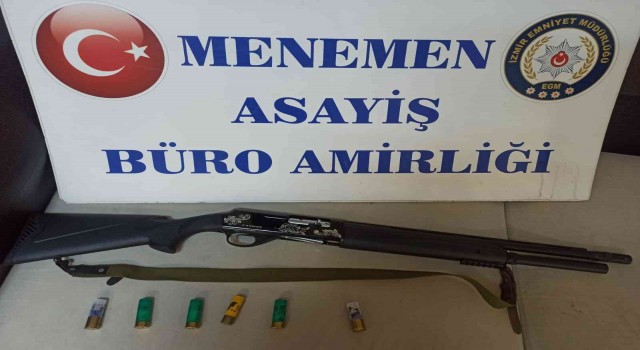 MENEMEN
ASAYİŞ
BÜRO AMİRLİĞİ
İZMİR EMNİYET MÜDÜRLÜĞÜ
EGM